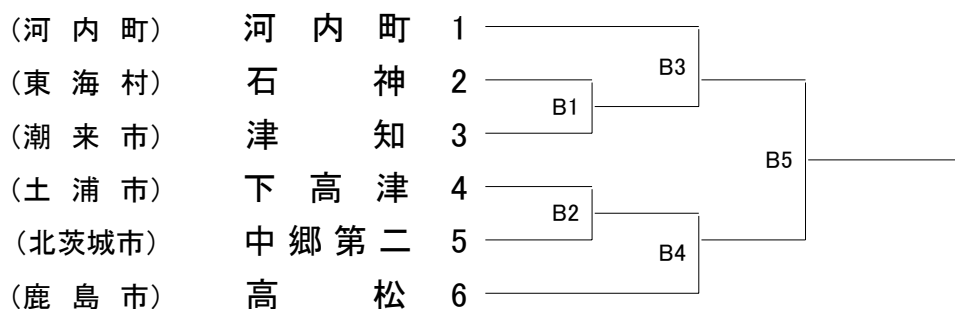 (河内町) 河内町 1
(東海村) 石神 2
(潮来市) 津知 3
(土浦市) 下高津 4
(北茨城市) 中郷第二 5
(鹿島市) 高松 6
B3
B1
B5
B2
B4